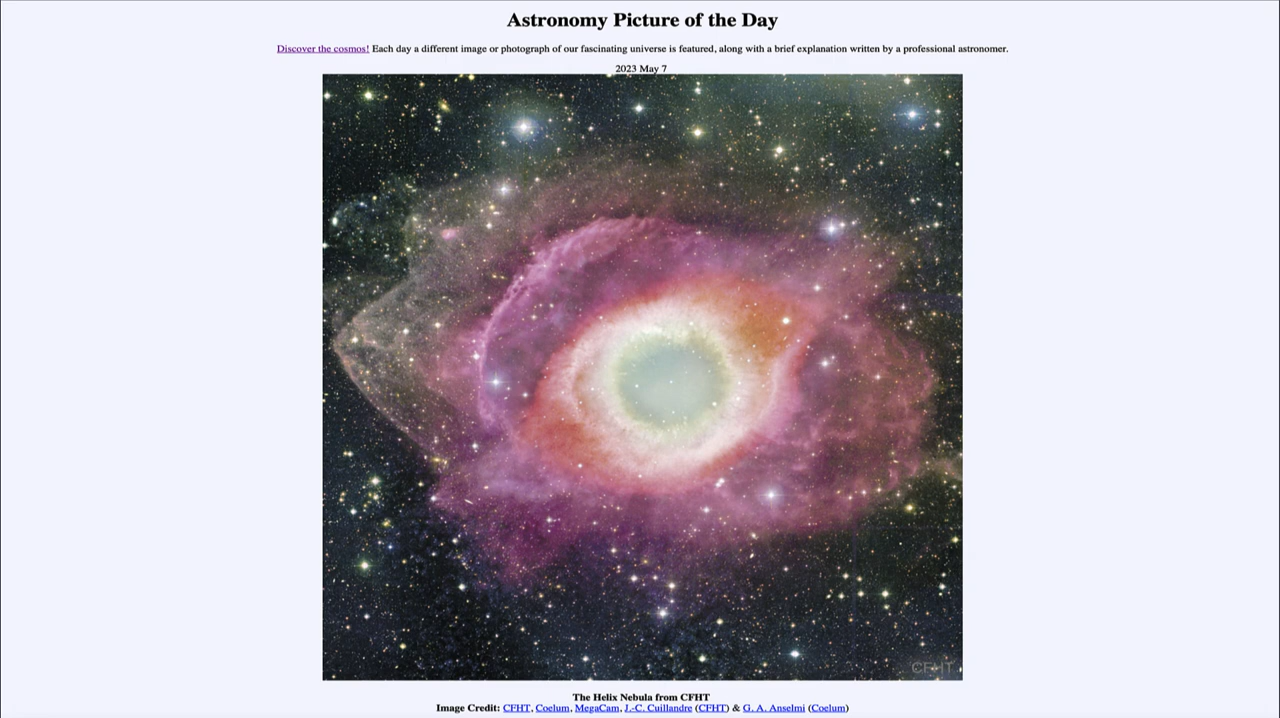 Astronomy Picture of the Day
Discover the cosmos! Each day a different image or photograph of our fascinating universe is featured, along with a brief explanation written by a professional astronomer.
2023 May 7
CFHT
The Helix Nebula from CFHT
Image Credit: CFHT, Coelum, MegaCam, J.-C. Cuillandre (CFHT) & G. A. Anselmi (Coelum)